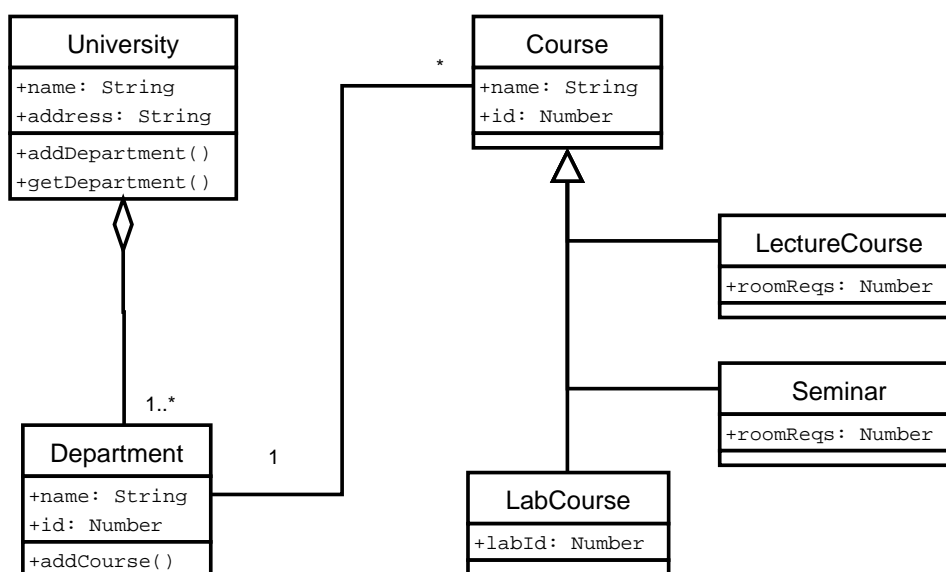 University
+name: String
+address: String
+addDepartment()
+getDepartment()
Course
+name: String
+id: Number
*
LectureCourse
+roomReqs: Number
Seminar
+roomReqs: Number
1..*
1
Department
+name: String
+id: Number
+addCourse()
LabCourse
+labId: Number